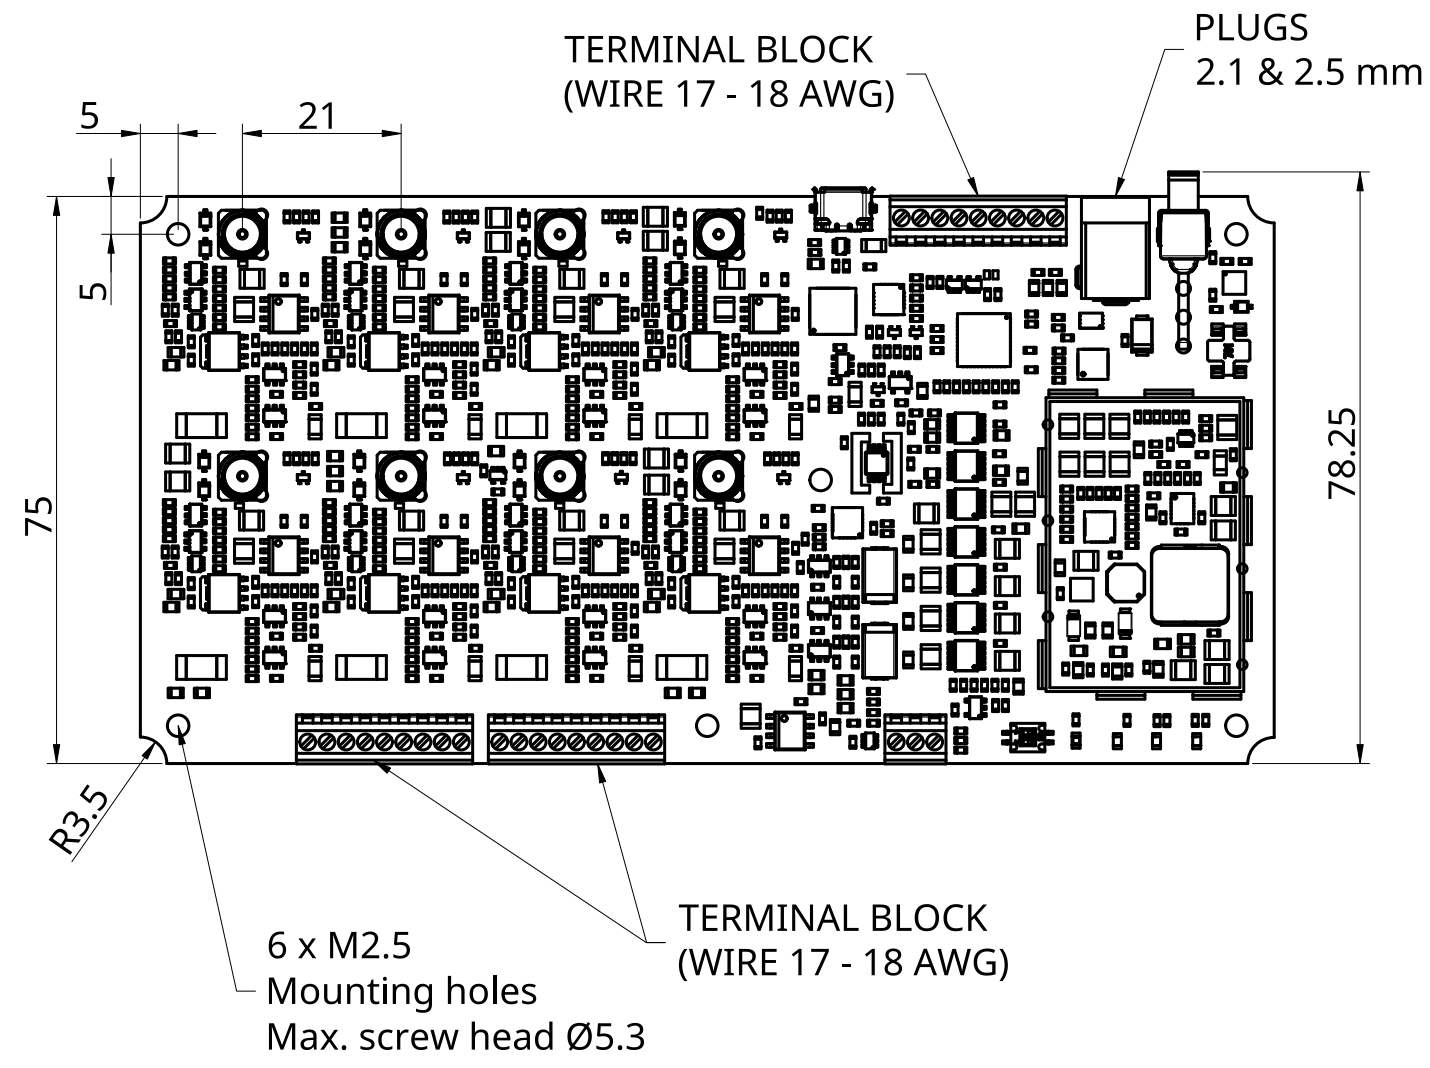 PLUGS
2.1 & 2.5 mm
TERMINAL BLOCK
(WIRE 17 - 18 AWG)
5
21
5
75
78.25
R3.5
TERMINAL BLOCK
(WIRE 17 - 18 AWG)
6 x M2.5
Mounting holes
Max. screw head Ø5.3